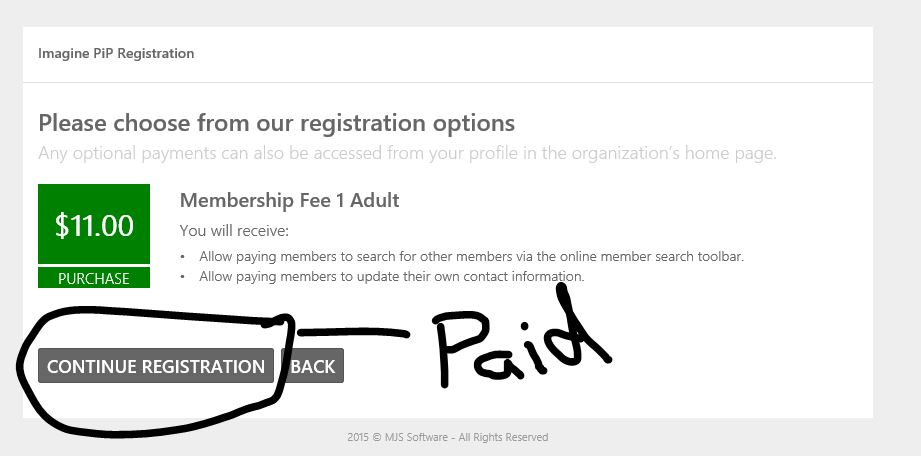 Imagine PiP Registration
Please choose from our registration options
Any optional payments can also be accessed from your profile in the organization's home page.
$11.00
PURCHASE
Membership Fee 1 Adult
You will receive:
• Allow paying members to search for other members via the online member search toolbar.
• Allow paying members to update their own contact information.
CONTINUE REGISTRATION BACK
Paid
2015 © MJS Software - All Rights Reserved